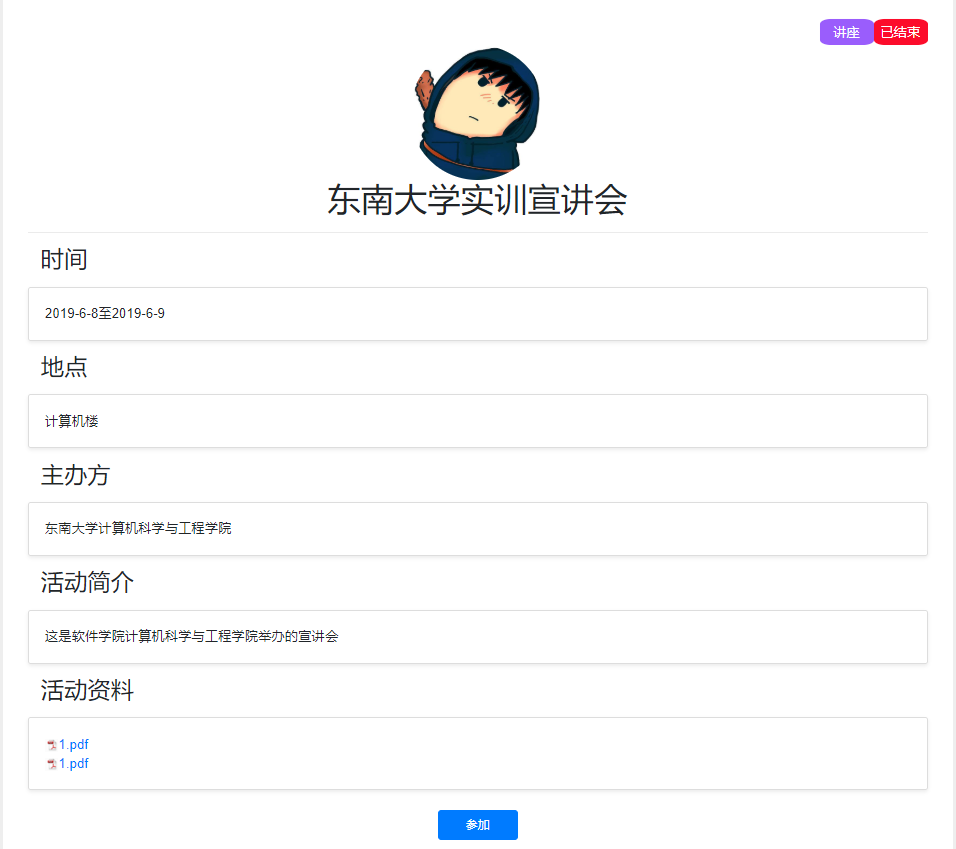 讲座 已结束
东南大学实训宣讲会
时间
2019-6-8至2019-6-9
地点
计算机楼
主办方
东南大学计算机科学与工程学院
活动简介
这是软件学院计算机科学与工程学院举办的宣讲会
活动资料
1.pdf
1.pdf
参加